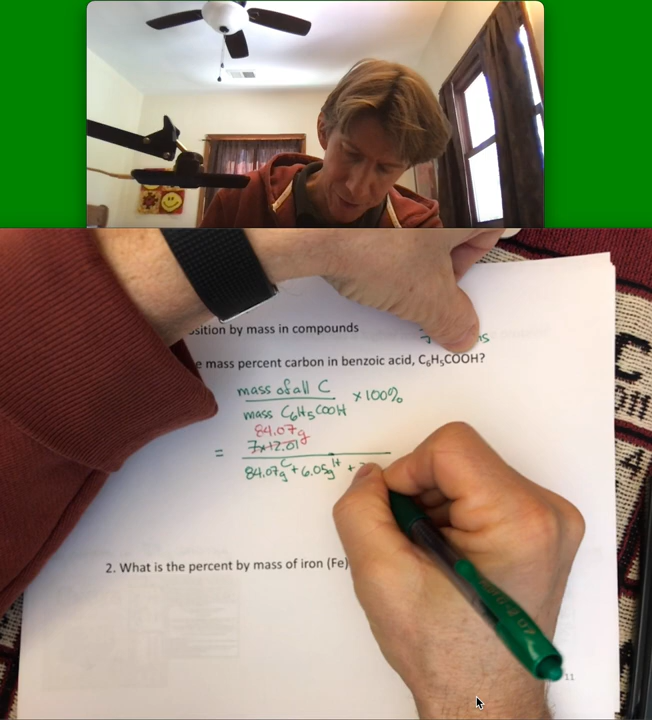 sition by mass in compounds
e mass percent carbon in benzoic acid, C₆H₅COOH?
mass of all C
mass C₆H₅COOH
× 100%
84.07g
= 7×12.01
84.07g C + 6.05g H +
2. What is the percent by mass of iron (Fe)
11